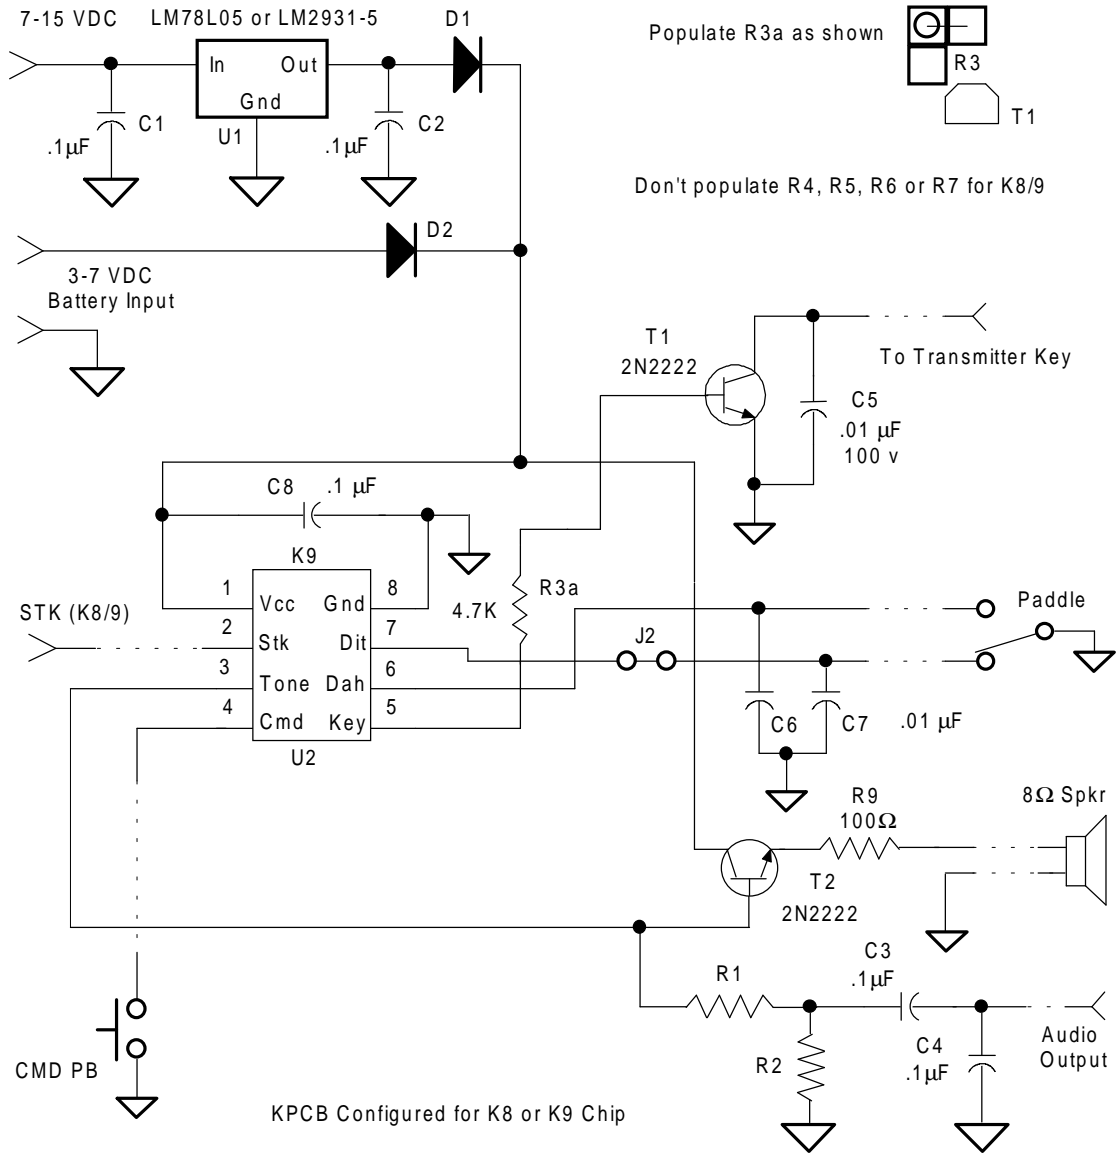 7-15 VDC
LM78L05 or LM2931-5
D1
In
Out
Gnd
U1
C1
.1µF
C2
.1µF
Populate R3a as shown
R3
T1
Don't populate R4, R5, R6 or R7 for K8/9
D2
3-7 VDC
Battery Input
T1
2N2222
To Transmitter Key
C5
.01 µF
100 v
C8
.1 µF
K9
R3a
4.7K
STK (K8/9)
1
2
3
4
Vcc
Stk
Tone
Cmd
Gnd
Dit
Dah
Key
8
7
6
5
U2
J2
Paddle
C6
C7
.01 µF
R9
100Ω
8Ω Spkr
T2
2N2222
R1
C3
.1µF
R2
C4
.1µF
Audio
Output
CMD PB
KPCB Configured for K8 or K9 Chip